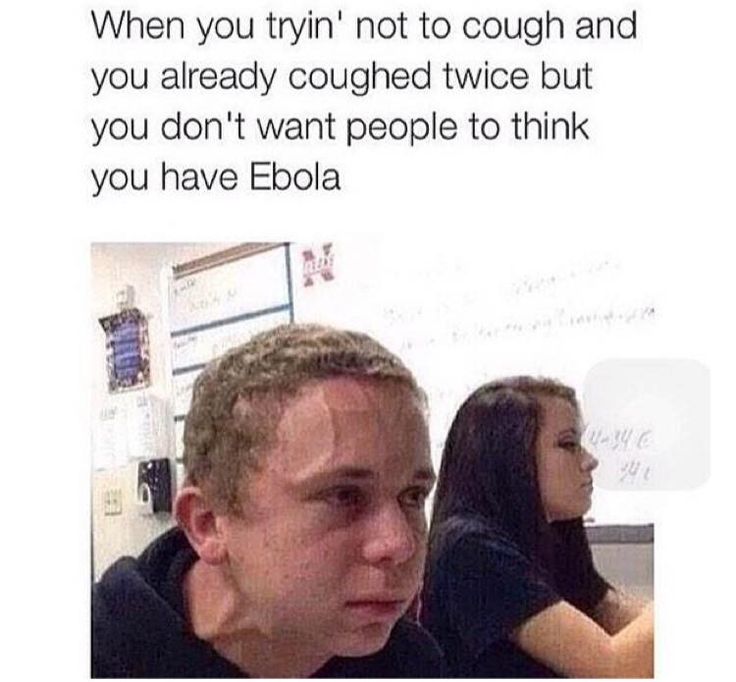 When you tryin' not to cough and
you already coughed twice but
you don't want people to think
you have Ebola